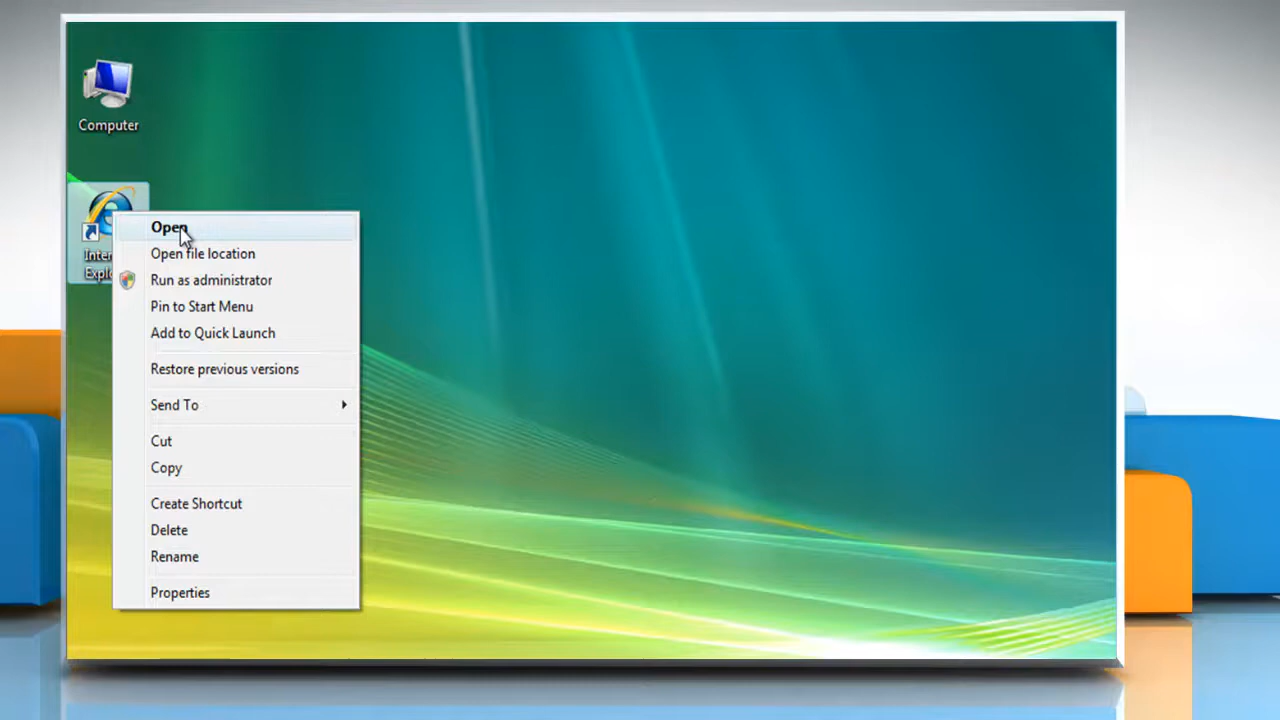 Computer
Open
Open file location
Run as administrator
Pin to Start Menu
Add to Quick Launch
Restore previous versions
Send To
Cut
Copy
Create Shortcut
Delete
Rename
Properties